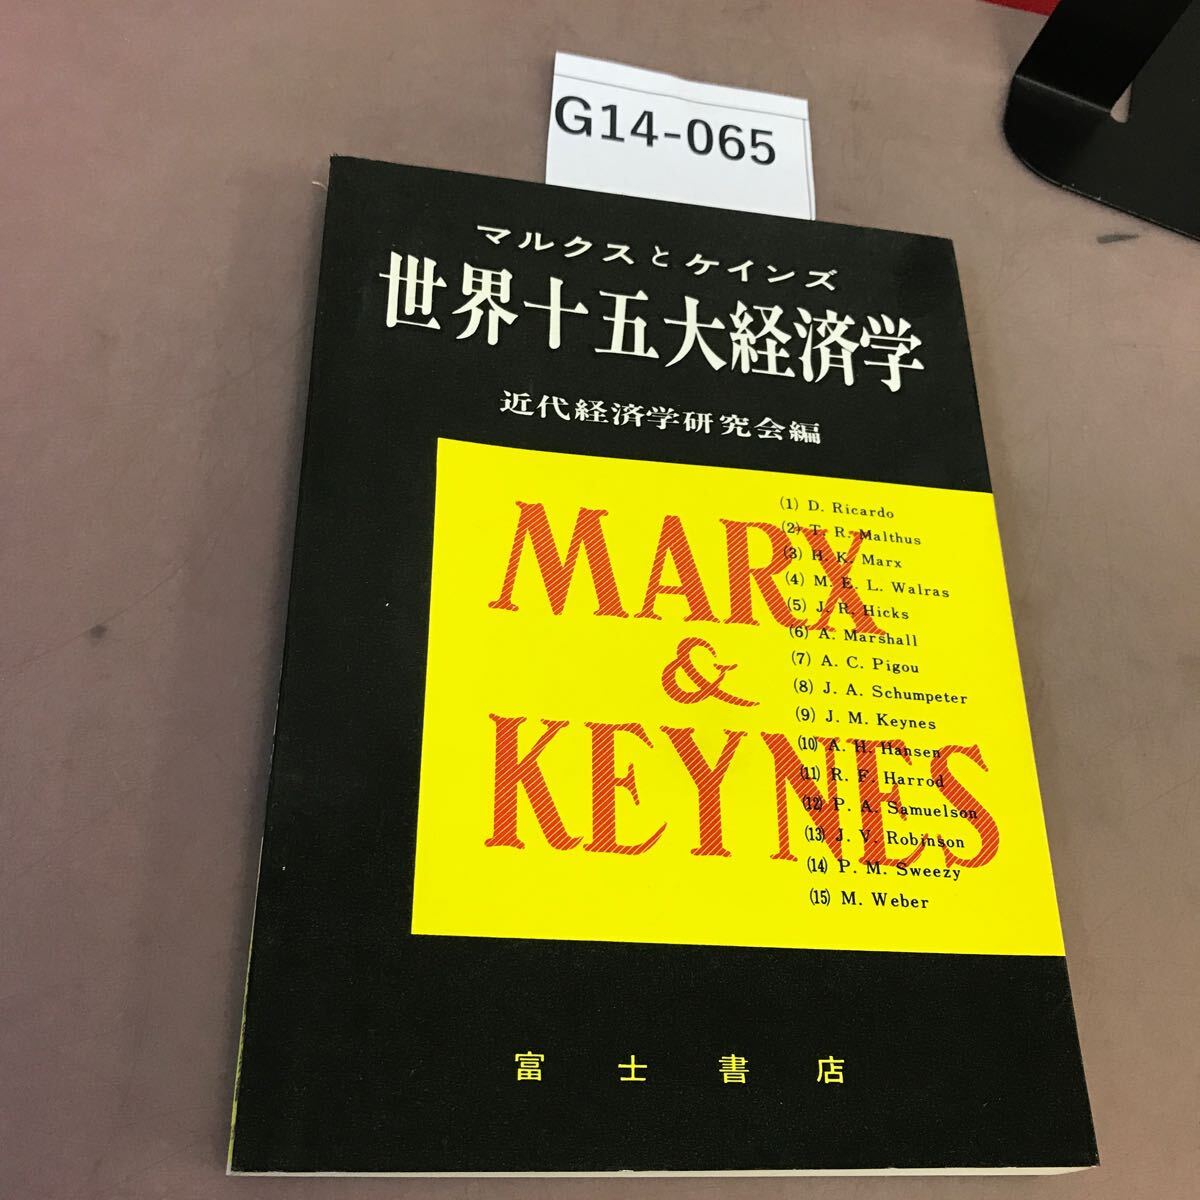 G14-065
マルクスとケインズ
世界十五大経済学
近代経済学研究会編
MARX
&
KEYNES
(1) D. Ricardo
(2) T. R. Malthus
(3) H. K. Marx
(4) M. E. L. Walras
(5) J. R. Hicks
(6) A. Marshall
(7) A. C. Pigou
(8) J. A. Schumpeter
(9) J. M. Keynes
(10) A. H. Hansen
(11) R. F. Harrod
(12) P. A. Samuelson
(13) J. V. Robinson
(14) P. M. Sweezy
(15) M. Weber
富士書店